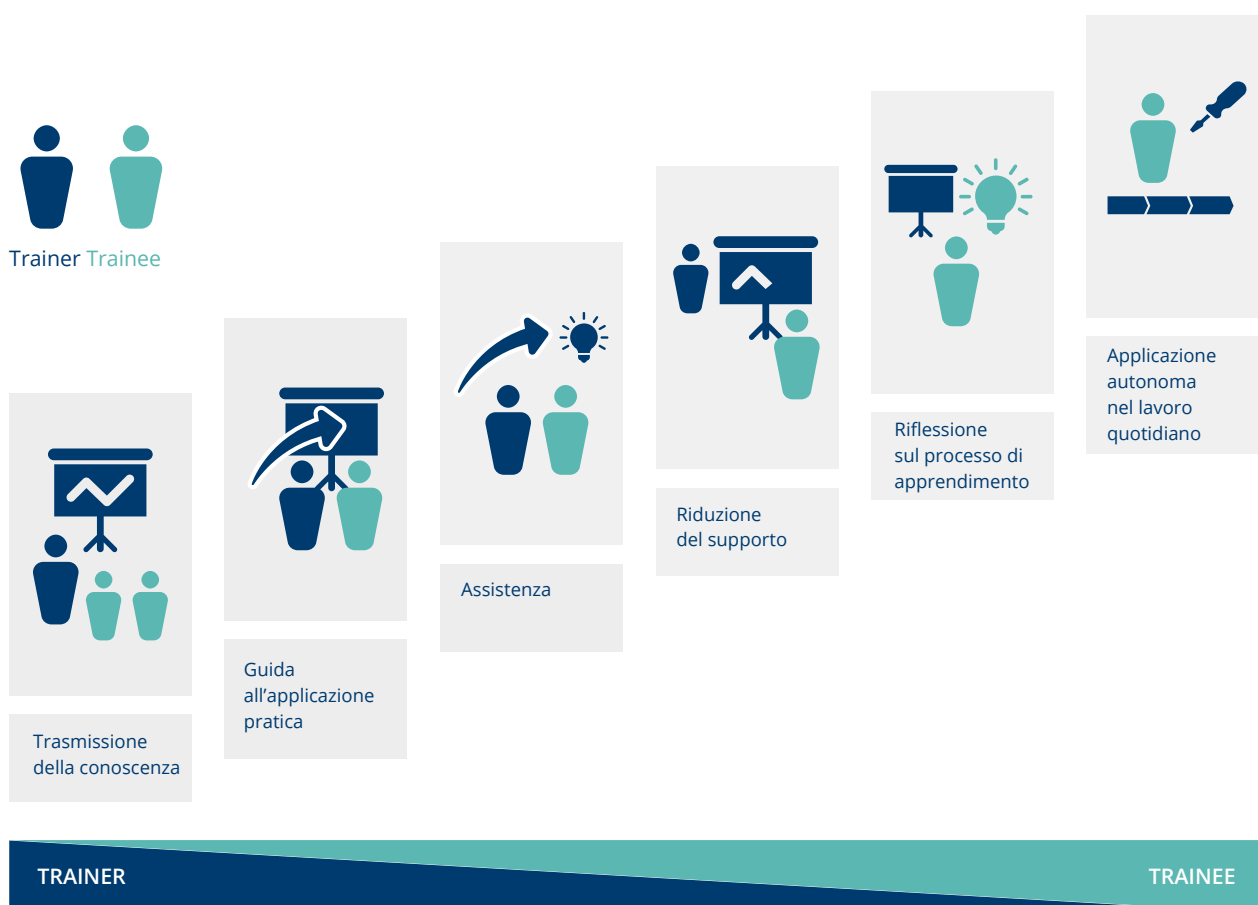 Trainer Trainee
Trasmissione
della conoscenza
Guida
all’applicazione
pratica
Assistenza
Riduzione
del supporto
Riflessione
sul processo di
apprendimento
Applicazione
autonoma
nel lavoro
quotidiano
TRAINER
TRAINEE